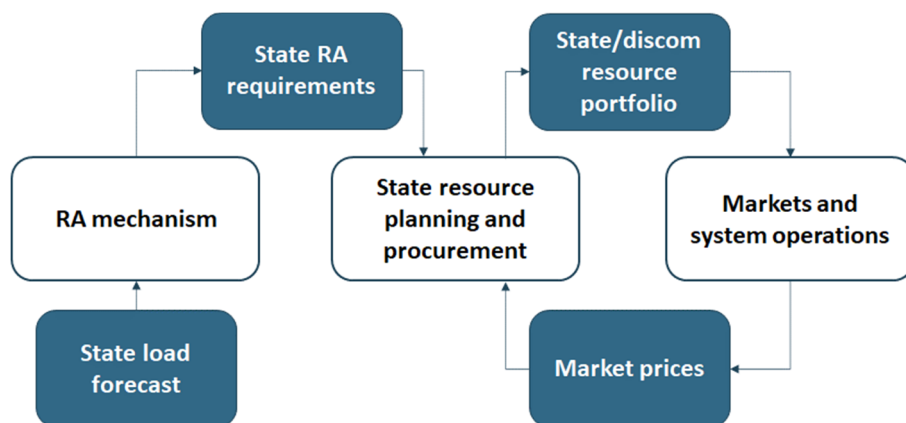 State RA
requirements
State/discom
resource
portfolio
RA mechanism
State resource
planning and
procurement
Markets and
system operations
State load
forecast
Market prices